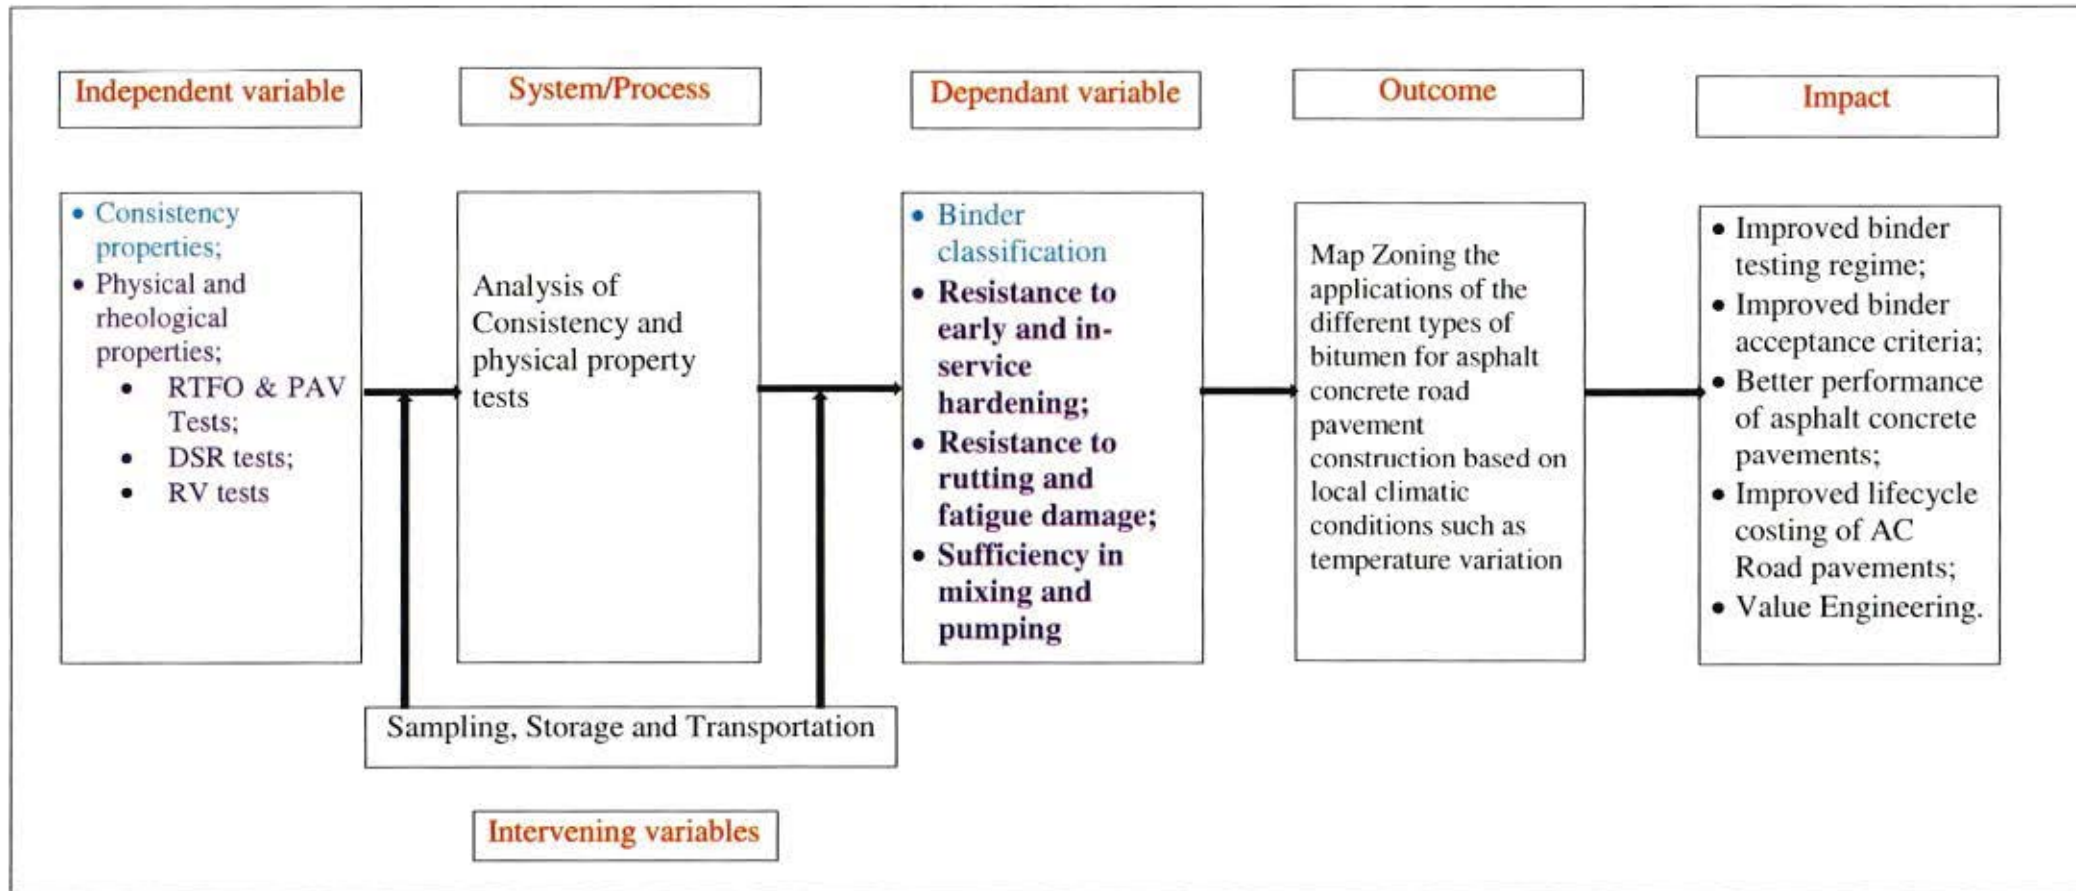 Independent variable
System/Process
Dependant variable
Outcome
Impact
• Consistency
properties;
• Physical and
rheological
properties;
• RTFO & PAV
Tests;
• DSR tests;
• RV tests
Analysis of
Consistency and
physical property
tests
• Binder
classification
• Resistance to
early and in-
service
hardening;
• Resistance to
rutting and
fatigue damage;
• Sufficiency in
mixing and
pumping
Map Zoning the
applications of the
different types of
bitumen for asphalt
concrete road
pavement
construction based on
local climatic
conditions such as
temperature variation
• Improved binder
testing regime;
• Improved binder
acceptance criteria;
• Better performance
of asphalt concrete
pavements;
• Improved lifecycle
costing of AC
Road pavements;
• Value Engineering.
Sampling, Storage and Transportation
Intervening variables